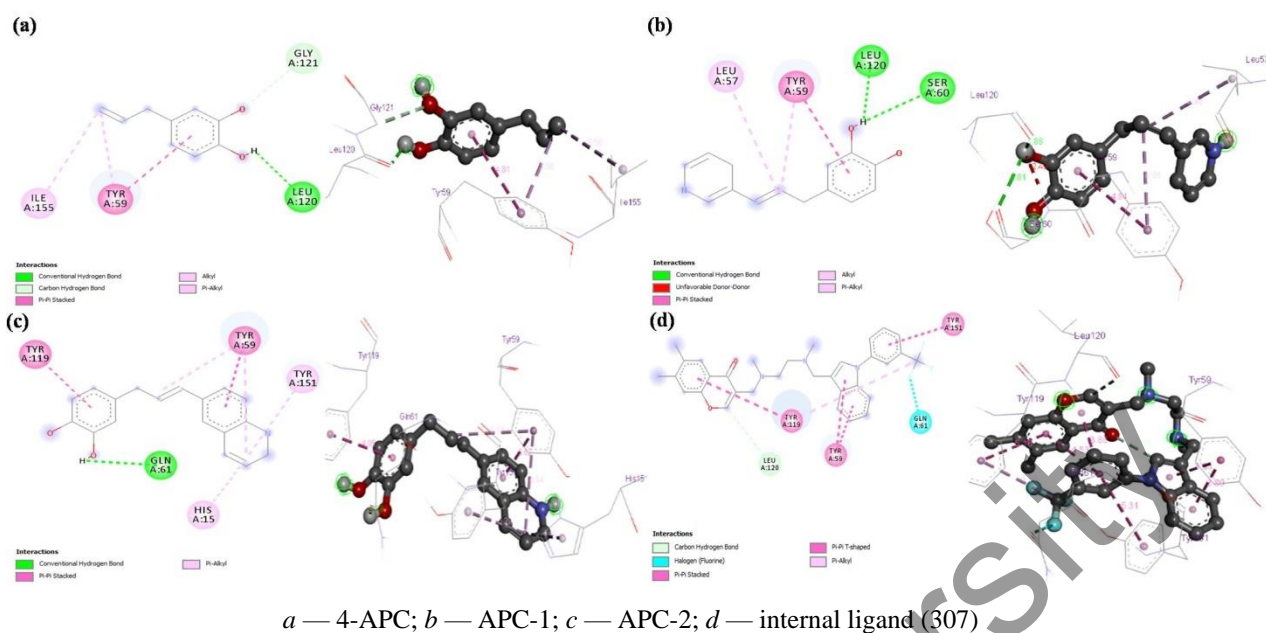 (a)
GLY
A:121
ILE
A:155
TYR
A:59
H
LEU
A:120
Gly121
Leu120
Tyr59
Ile155
Interactions
Conventional Hydrogen Bond
Carbon Hydrogen Bond
Pi-Pi Stacked
Alkyl
Pi-Alkyl
(b)
LEU
A:57
TYR
A:59
LEU
A:120
SER
A:60
H
Leu120
Interactions
Conventional Hydrogen Bond
Unfavorable Donor-Donor
Pi-Pi Stacked
Alkyl
Pi-Alkyl
(c)
TYR
A:119
TYR
A:59
TYR
A:151
H
GLN
A:61
HIS
A:15
Tyr119
Tyr59
Gln61
Interactions
Conventional Hydrogen Bond
Pi-Pi Stacked
Pi-Alkyl
(d)
TYR
A:151
TYR
A:119
GLN
A:61
LEU
A:120
TYR
A:59
Leu120
Tyr119
Tyr59
Interactions
Carbon Hydrogen Bond
Halogen (Fluorine)
Pi-Pi Stacked
Pi-Pi T-shaped
Pi-Alkyl
a — 4-APC; b — APC-1; c — APC-2; d — internal ligand (307)
rsity